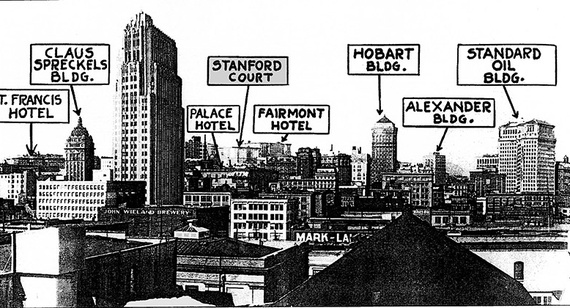 CLAUS
SPRECKELS
BLDG.
T. FRANCIS
HOTEL
STANFORD
COURT
PALACE
HOTEL
FAIRMONT
HOTEL
HOBART
BLDG.
ALEXANDER
BLDG.
STANDARD
OIL
BLDG.
JOHN WIELAND BREWERY
MARK-LA